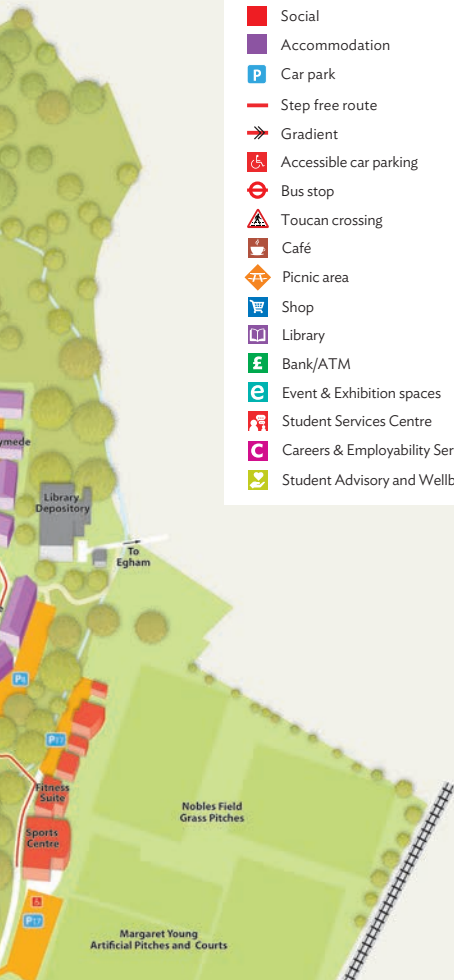 Social
Accommodation
P
Car park
Step free route
Gradient
Accessible car parking
Bus stop
Toucan crossing
Café
Picnic area
Shop
Library
£
Bank/ATM
e
Event & Exhibition spaces
Student Services Centre
C
Careers & Employability Ser
Student Advisory and Wellb
ymede
Library
Depository
To
Egham
e
P11
Fitness
Suite
Sports
Centre
Nobles Field
Grass Pitches
P17
Margaret Young
Artificial Pitches and Courts